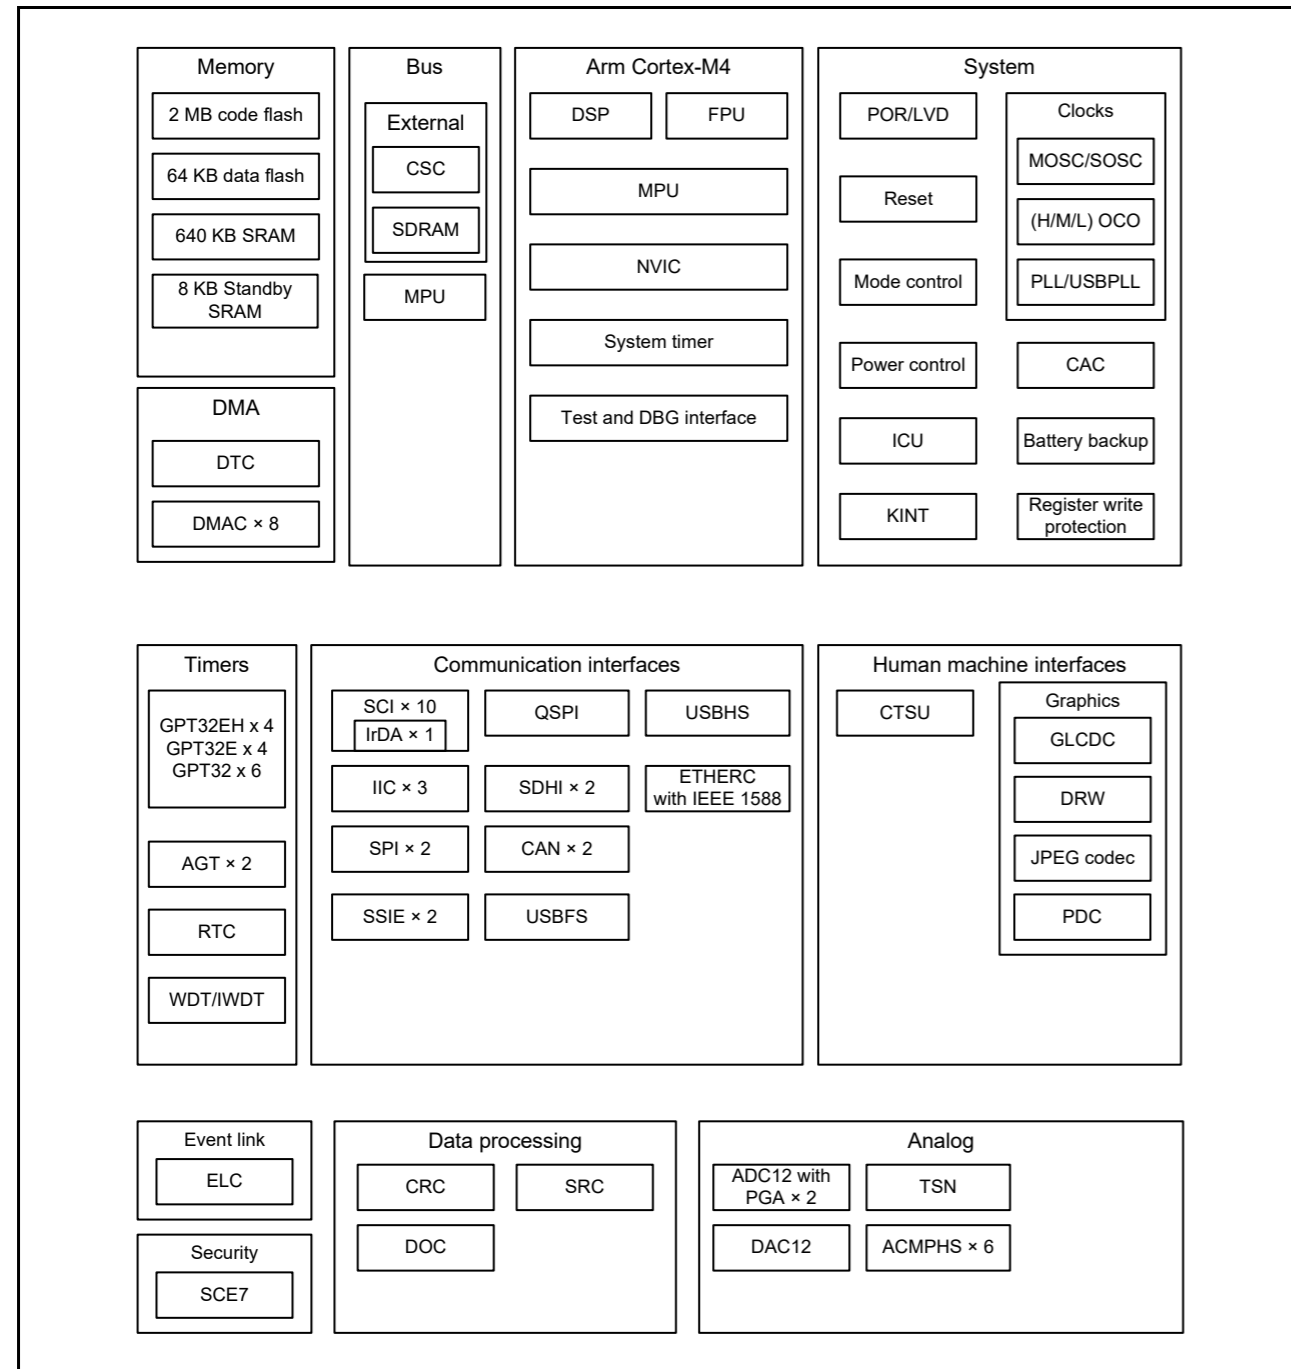 Memory
2 MB code flash
64 KB data flash
640 KB SRAM
8 KB Standby
SRAM
DMA
DTC
DMAC × 8
Bus
External
CSC
SDRAM
MPU
Arm Cortex-M4
DSP
FPU
MPU
NVIC
System timer
Test and DBG interface
System
POR/LVD
Reset
Mode control
Power control
ICU
KINT
Clocks
MOSC/SOSC
(H/M/L) OCO
PLL/USBPLL
CAC
Battery backup
Register write
protection
Timers
GPT32EH x 4
GPT32E x 4
GPT32 x 6
AGT × 2
RTC
WDT/IWDT
Communication interfaces
SCI × 10
IrDA × 1
IIC × 3
SPI × 2
SSIE × 2
QSPI
SDHI × 2
CAN × 2
USBFS
USBHS
ETHERC
with IEEE 1588
Human machine interfaces
CTSU
Graphics
GLCDC
DRW
JPEG codec
PDC
Event link
ELC
Security
SCE7
Data processing
CRC
SRC
DOC
Analog
ADC12 with
PGA × 2
TSN
DAC12
ACMPHS × 6